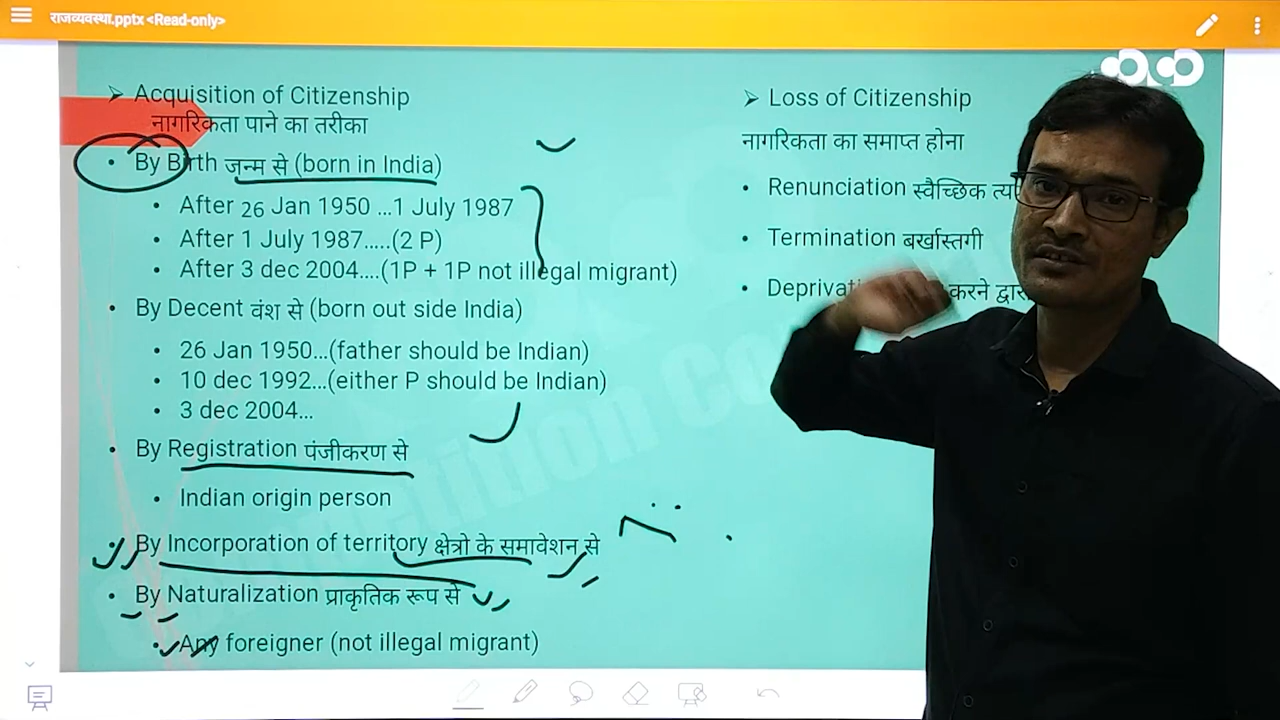 राजव्यवस्था.pptx <Read-only>
Acquisition of Citizenship
नागरिकता पाने का तरीका
By Birth जन्म से (born in India)
After 26 Jan 1950 ...1 July 1987
After 1 July 1987.....(2 P)
After 3 dec 2004....(1P + 1P not illegal migrant)
By Decent वंश से (born out side India)
26 Jan 1950...(father should be Indian)
10 dec 1992...(either P should be Indian)
3 dec 2004...
By Registration पंजीकरण से
Indian origin person
By Incorporation of territory क्षेत्रो के समावेशन से
By Naturalization प्राकृतिक रूप से
Any foreigner (not illegal migrant)
Loss of Citizenship
नागरिकता का समाप्त होना
Renunciation स्वैच्छिक
Termination बर्खास्तगी
करने द्वारा